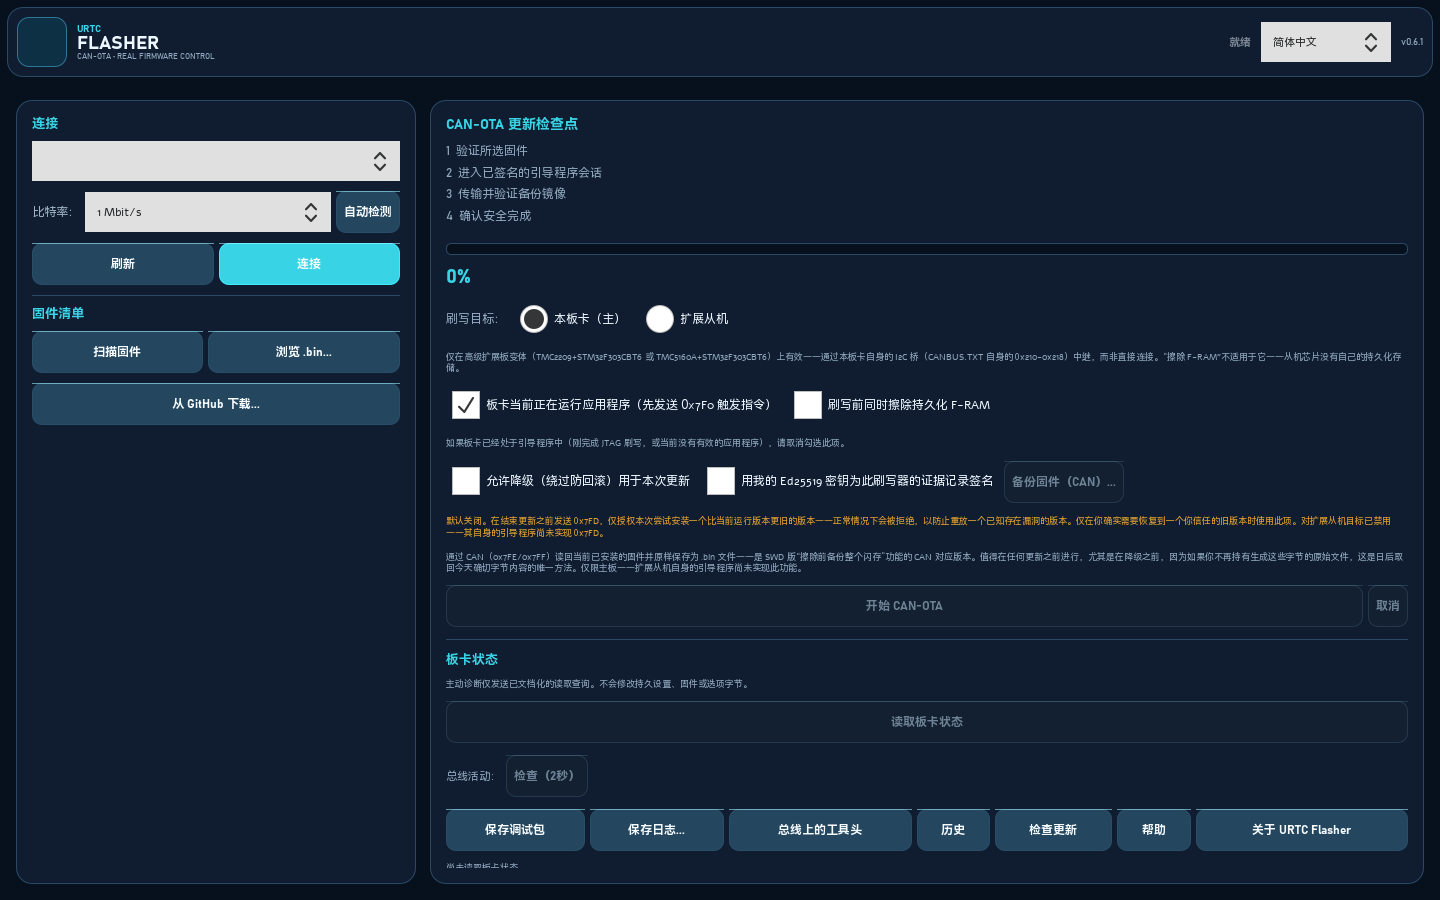 URTC
FLASHER
CAN-OTA · REAL FIRMWARE CONTROL
就绪
简体中文
v0.6.1
连接
比特率:
1 Mbit/s
自动检测
刷新
连接
固件清单
扫描固件
浏览 .bin...
从 GitHub 下载...
CAN-OTA 更新检查点
1 验证所选固件
2 进入已签名的引导程序会话
3 传输并验证备份镜像
4 确认安全完成
0%
刷写目标:
本板卡（主）
扩展从机
仅在高级扩展板变体（TMC2209+STM32F303CBT6 或 TMC5160A+STM32F303CBT6）上有效——通过本板卡自身的 I2C 桥（CANBUS.TXT 自身的 0x210-0x218）中继，而非直接连接。"擦除 F-RAM"不适用于它——从机芯片没有自己的持久化存
储。
板卡当前正在运行应用程序（先发送 0x7F0 触发指令）
刷写前同时擦除持久化 F-RAM
如果板卡已经处于引导程序中（刚完成 JTAG 刷写，或当前没有有效的应用程序），请取消勾选此项。
允许降级（绕过防回滚）用于本次更新
用我的 Ed25519 密钥为此刷写器的证据记录签名
备份固件（CAN）...
默认关闭。在结束更新之前发送 0x7FD，仅授权本次尝试安装一个比当前运行版本更旧的版本——正常情况下会被拒绝，以防止重放一个已知存在漏洞的版本。仅在你确实需要恢复到一个你信任的旧版本时使用此项。对扩展从机目标已禁用
——其自身的引导程序尚未实现 0x7FD。
通过 CAN（0x7FE/0x7FF）读回当前已安装的固件并原样保存为 .bin 文件——是 SWD 版"擦除前备份整个闪存"功能的 CAN 对应版本。值得在任何更新之前进行，尤其是在降级之前，因为如果你不再持有生成这些字节的原始文件，这是日后取
回今天确切字节内容的唯一方法。仅限主板——扩展从机自身的引导程序尚未实现此功能。
开始 CAN-OTA
取消
板卡状态
主动诊断仅发送已文档化的读取查询。不会修改持久设置、固件或选项字节。
读取板卡状态
总线活动:
检查（2秒）
保存调试包
保存日志...
总线上的工具头
历史
检查更新
帮助
关于 URTC Flasher
尚未读取板卡状态